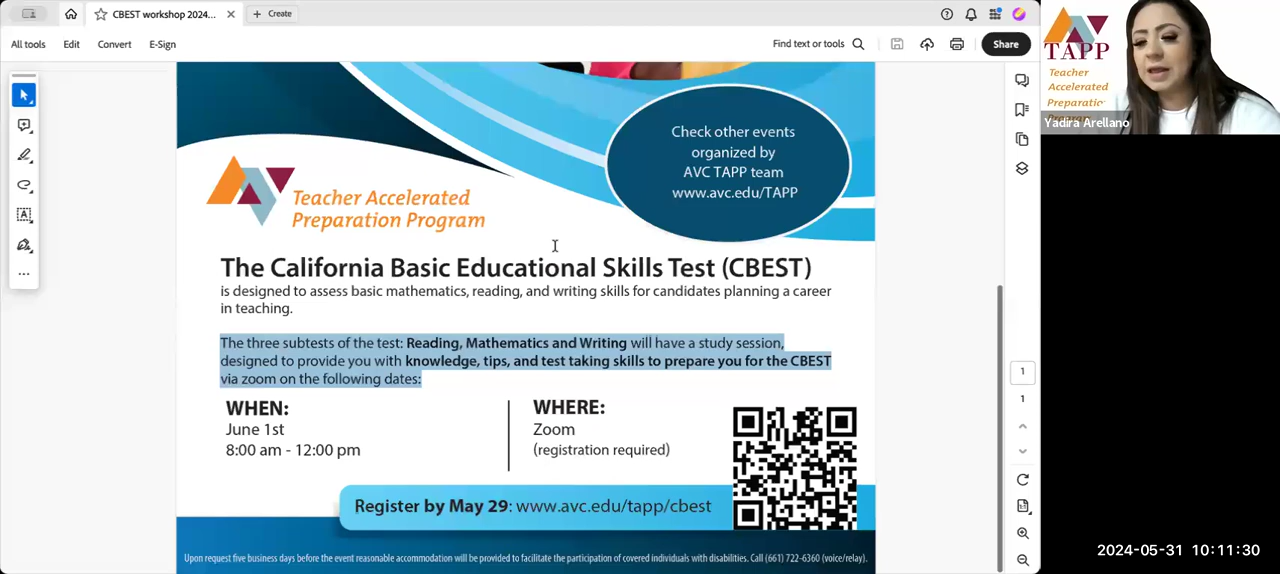 CBEST workshop 2024...
Create
All tools
Edit
Convert
E-Sign
Find text or tools
Share
TAPP
Teacher
Accelerated
Preparation
Yadira Arellano
Check other events
organized by
AVC TAPP team
www.avc.edu/TAPP
Teacher Accelerated
Preparation Program
The California Basic Educational Skills Test (CBEST)
is designed to assess basic mathematics, reading, and writing skills for candidates planning a career
in teaching.
The three subtests of the test: Reading, Mathematics and Writing will have a study session,
designed to provide you with knowledge, tips, and test taking skills to prepare you for the CBEST
via zoom on the following dates:
WHEN:
June 1st
8:00 am - 12:00 pm
WHERE:
Zoom
(registration required)
Register by May 29: www.avc.edu/tapp/cbest
Upon request five business days before the event reasonable accommodation will be provided to facilitate the participation of covered individuals with disabilities. Call (661) 722-6360 (voice/relay).
1
1
2024-05-31 10:11:30